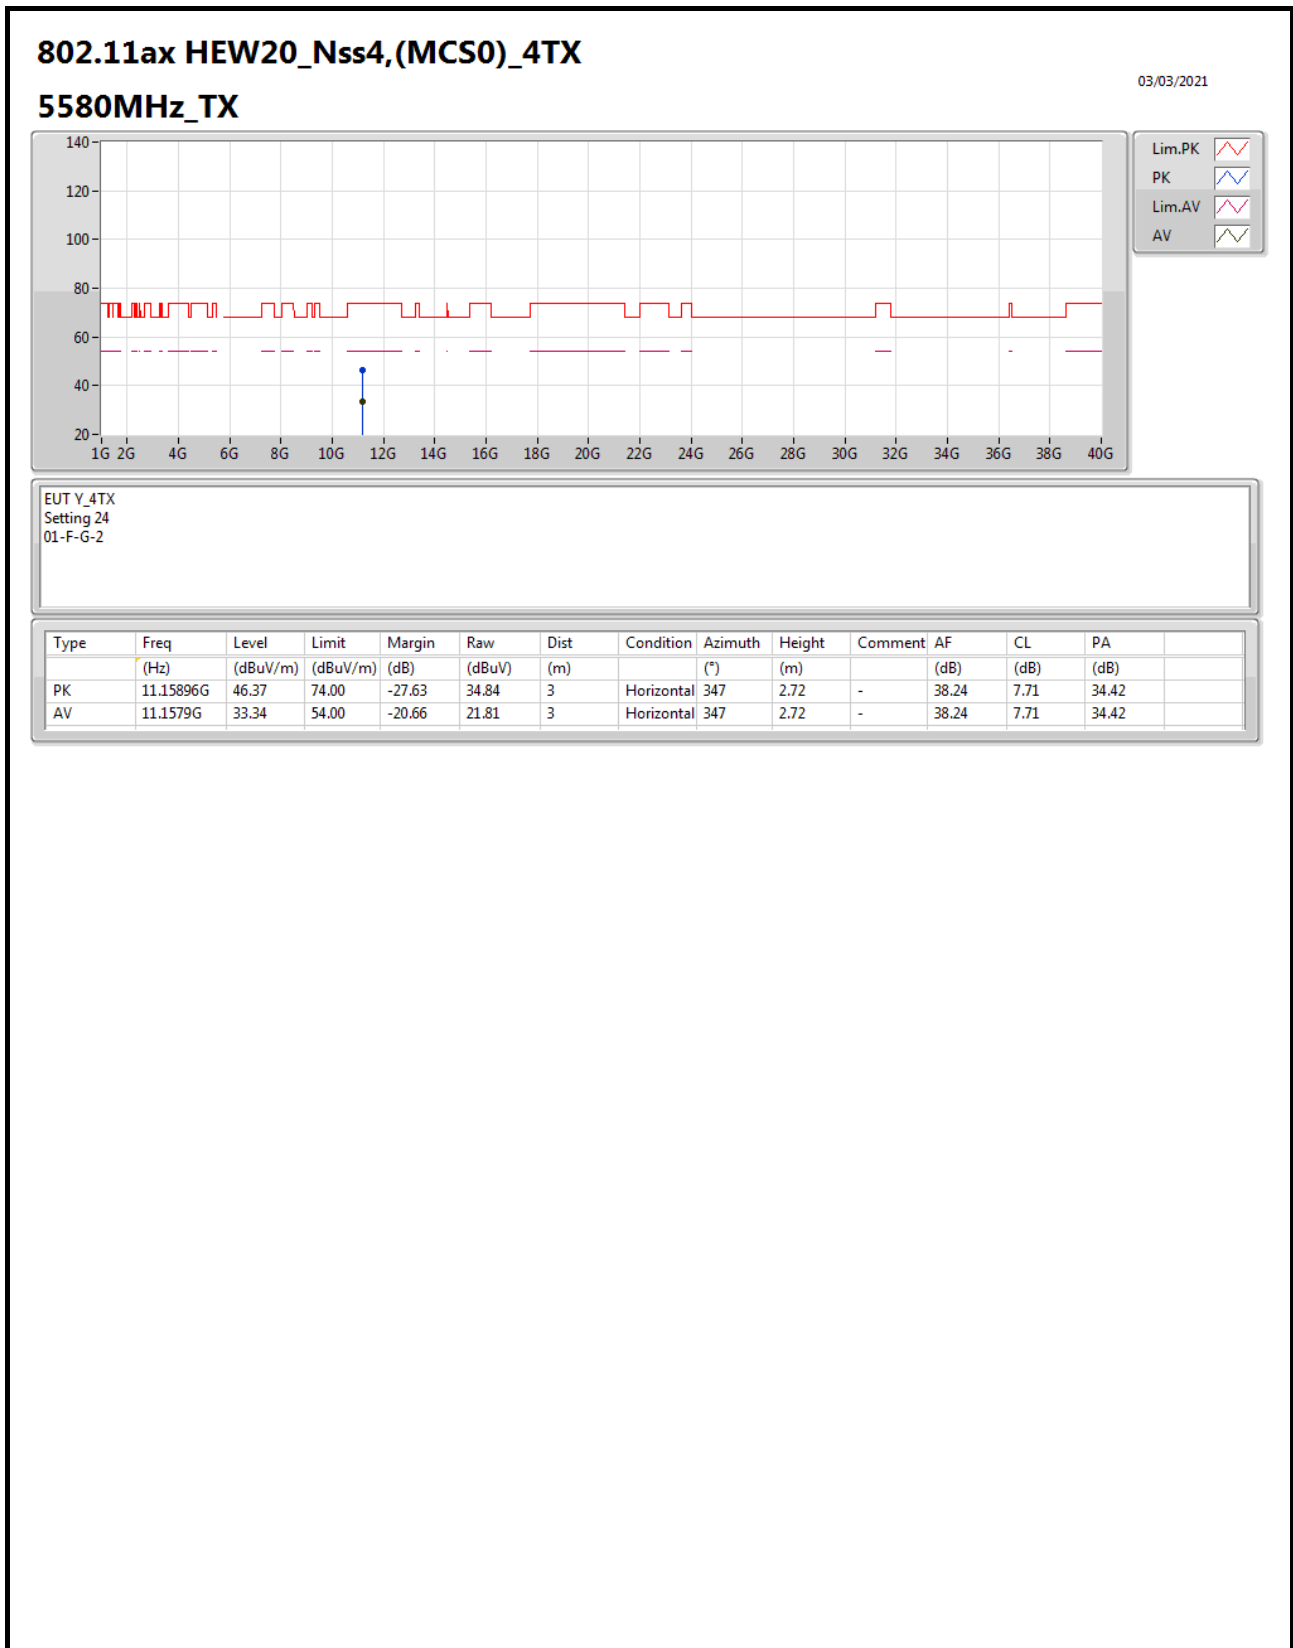 802.11ax HEW20_Nss4,(MCS0)_4TX
03/03/2021
5580MHz_TX
140
120
100
80
60
40
20
1G 2G 4G 6G 8G 10G 12G 14G 16G 18G 20G 22G 24G 26G 28G 30G 32G 34G 36G 38G 40G
Lim.PK
PK
Lim.AV
AV
EUT Y_4TX
Setting 24
01-F-G-2
Type Freq Level Limit Margin Raw Dist Condition Azimuth Height Comment AF CL PA
(Hz) (dBuV/m) (dBuV/m) (dB) (dBuV) (m) (°) (m) (dB) (dB) (dB)
PK 11.15896G 46.37 74.00 -27.63 34.84 3 Horizontal 347 2.72 - 38.24 7.71 34.42
AV 11.1579G 33.34 54.00 -20.66 21.81 3 Horizontal 347 2.72 - 38.24 7.71 34.42